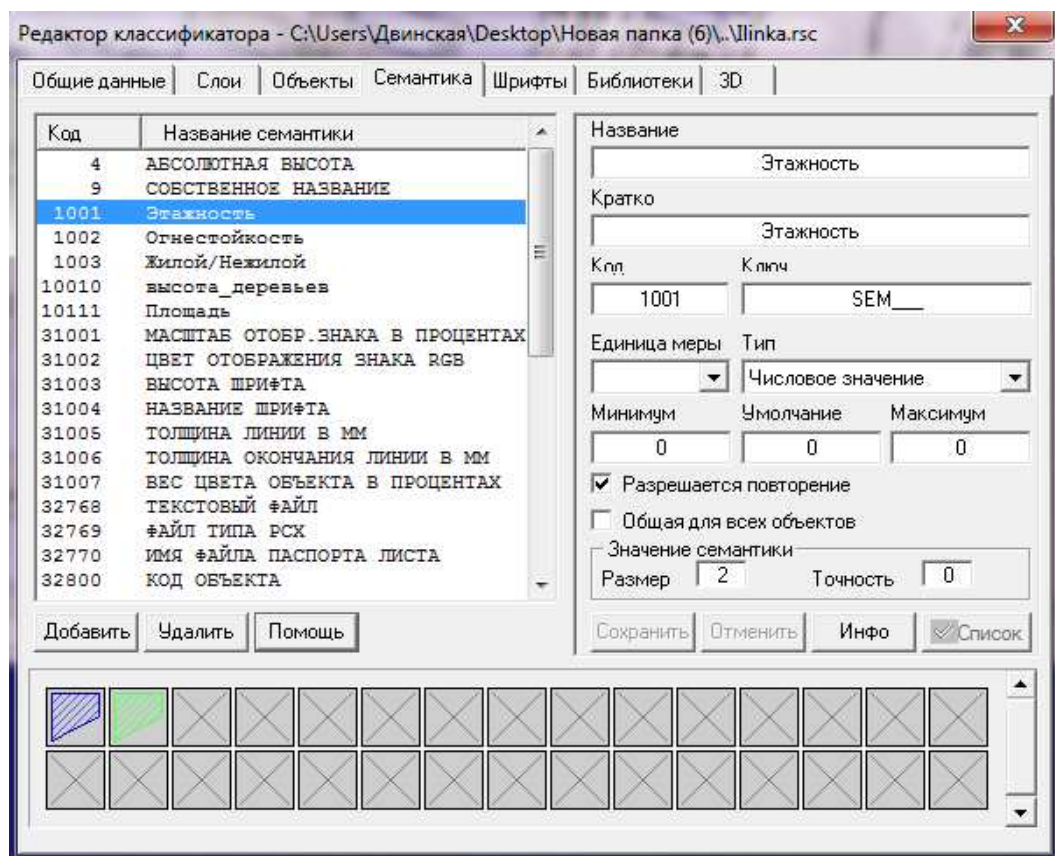 Редактор классификатора - C:\Users\Двинская\Desktop\Новая папка (6)\..\Ilinka.rsc
Общие данные Слои Объекты Семантика Шрифты Библиотеки 3D
Код Название семантики
4 АБСОЛЮТНАЯ ВЫСОТА
9 СОБСТВЕННОЕ НАЗВАНИЕ
1001 Этажность
1002 Огнестойкость
1003 Жилой/Нежилой
10010 высота_деревьев
10111 Площадь
31001 МАСШТАБ ОТОБР.ЗНАКА В ПРОЦЕНТАХ
31002 ЦВЕТ ОТОБРАЖЕНИЯ ЗНАКА RGB
31003 ВЫСОТА ШРИФТА
31004 НАЗВАНИЕ ШРИФТА
31005 ТОЛЩИНА ЛИНИИ В ММ
31006 ТОЛЩИНА ОКОНЧАНИЯ ЛИНИИ В ММ
31007 ВЕС ЦВЕТА ОБЪЕКТА В ПРОЦЕНТАХ
32768 ТЕКСТОВЫЙ ФАЙЛ
32769 ФАЙЛ ТИПА PCX
32770 ИМЯ ФАЙЛА ПАСПОРТА ЛИСТА
32800 КОД ОБЪЕКТА
Добавить Удалить Помощь
Название
Этажность
Кратко
Этажность
Код Ключ
1001 SEM___
Единица меры Тип
Числовое значение
Минимум Умолчание Максимум
0 0 0
Разрешается повторение
Общая для всех объектов
Значение семантики
Размер 2 Точность 0
Сохранить Отменить Инфо Список